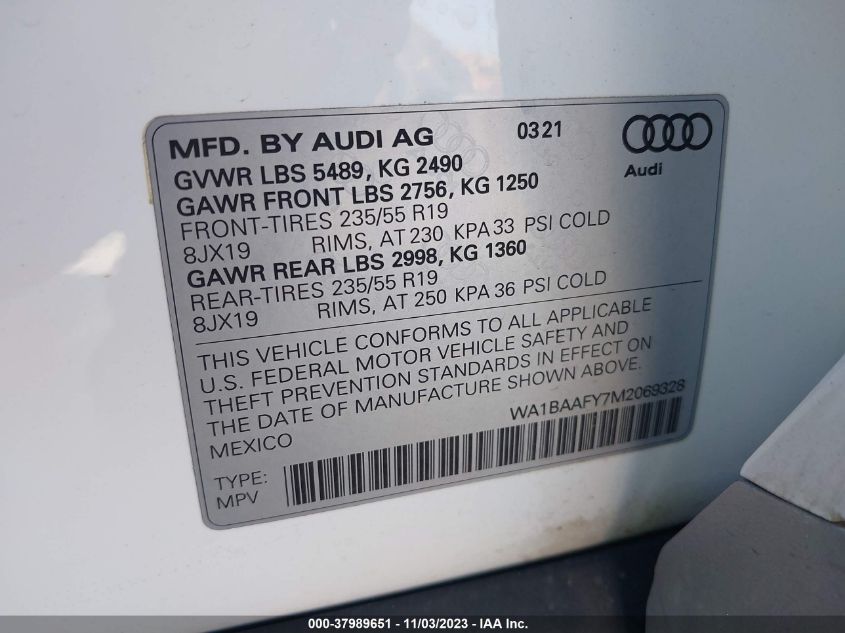 MFD. BY AUDI AG 0321
Audi
GVWR LBS 5489, KG 2490
GAWR FRONT LBS 2756, KG 1250
FRONT-TIRES 235/55 R19
8JX19 RIMS, AT 230 KPA 33 PSI COLD
GAWR REAR LBS 2998, KG 1360
REAR-TIRES 235/55 R19
8JX19 RIMS, AT 250 KPA 36 PSI COLD
THIS VEHICLE CONFORMS TO ALL APPLICABLE
U.S. FEDERAL MOTOR VEHICLE SAFETY AND
THEFT PREVENTION STANDARDS IN EFFECT ON
THE DATE OF MANUFACTURE SHOWN ABOVE.
MEXICO WA1BAAFY7M2069328
TYPE:
MPV
000-37989651 - 11/03/2023 - IAA Inc.